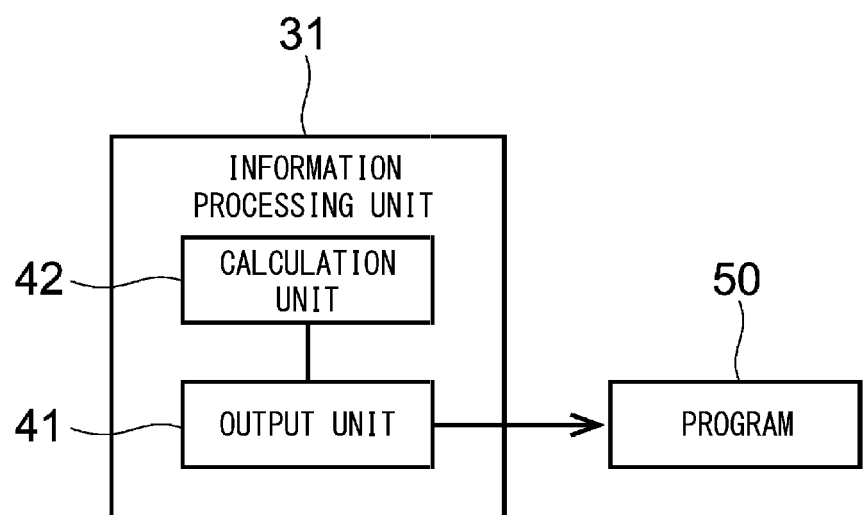 31
INFORMATION
PROCESSING UNIT
42
CALCULATION
UNIT
50
41
OUTPUT UNIT
PROGRAM